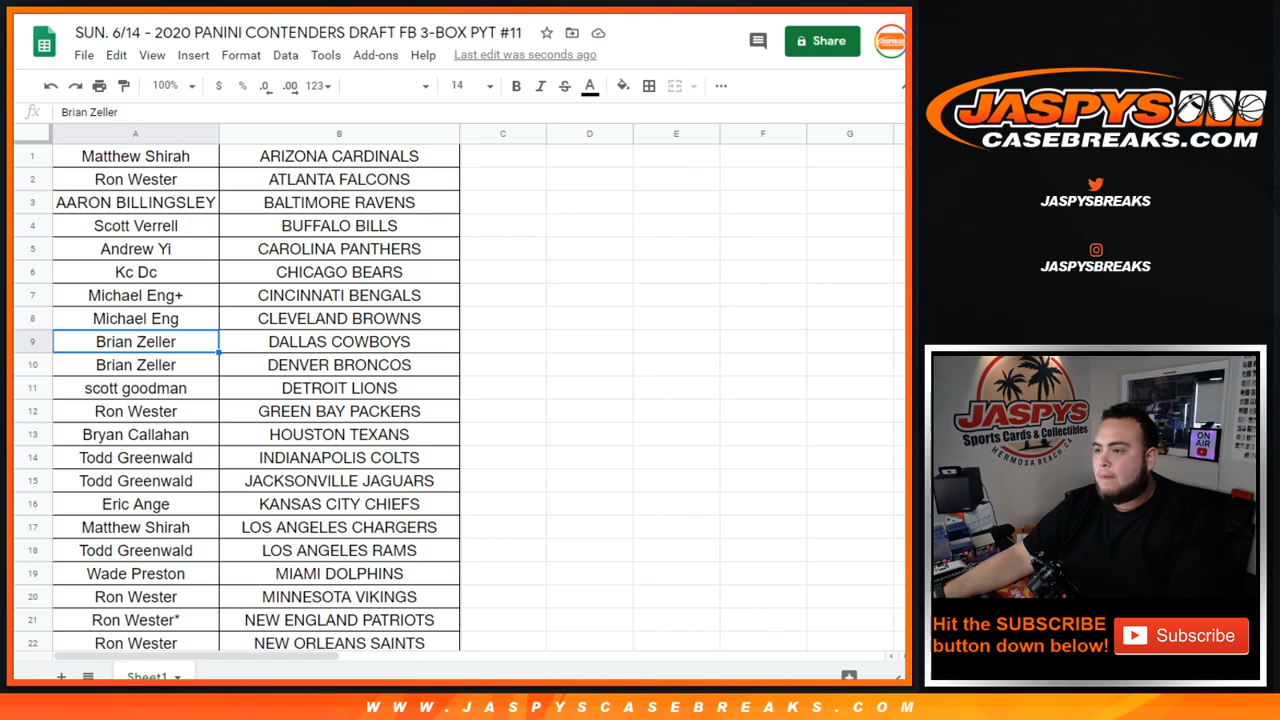 SUN. 6/14 - 2020 PANINI CONTENDERS DRAFT FB 3-BOX PYT #11
File Edit View Insert Format Data Tools Add-ons Help Last edit was seconds ago
Share
100% $ % .0 .00 123 14 B I S A
fx Brian Zeller
A B C D E F G
1 Matthew Shirah ARIZONA CARDINALS
2 Ron Wester ATLANTA FALCONS
3 AARON BILLINGSLEY BALTIMORE RAVENS
4 Scott Verrell BUFFALO BILLS
5 Andrew Yi CAROLINA PANTHERS
6 Kc Dc CHICAGO BEARS
7 Michael Eng+ CINCINNATI BENGALS
8 Michael Eng CLEVELAND BROWNS
9 Brian Zeller DALLAS COWBOYS
10 Brian Zeller DENVER BRONCOS
11 scott goodman DETROIT LIONS
12 Ron Wester GREEN BAY PACKERS
13 Bryan Callahan HOUSTON TEXANS
14 Todd Greenwald INDIANAPOLIS COLTS
15 Todd Greenwald JACKSONVILLE JAGUARS
16 Eric Ange KANSAS CITY CHIEFS
17 Matthew Shirah LOS ANGELES CHARGERS
18 Todd Greenwald LOS ANGELES RAMS
19 Wade Preston MIAMI DOLPHINS
20 Ron Wester MINNESOTA VIKINGS
21 Ron Wester* NEW ENGLAND PATRIOTS
22 Ron Wester NEW ORLEANS SAINTS
Sheet1
JASPYS
CASEBREAKS.COM
JASPYSBREAKS
JASPYSBREAKS
JASPYS
Sports Cards & Collectibles
HERMOSA BEACH, CA
ON AIR
Hit the SUBSCRIBE
button down below!
Subscribe
WWW.JASPYSCASEBREAKS.COM